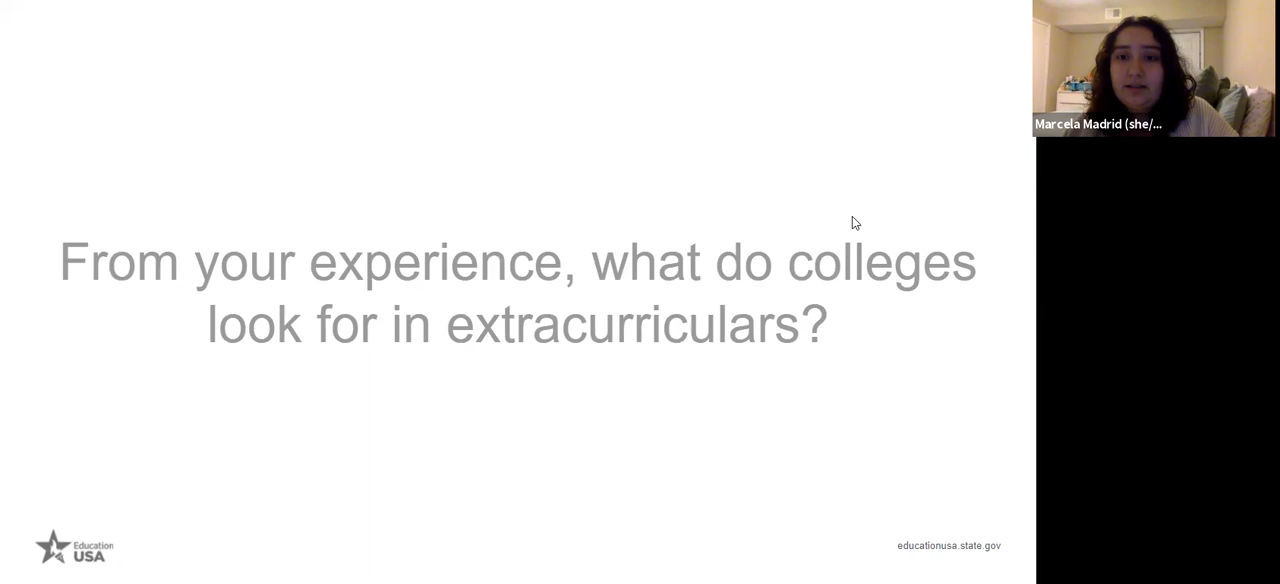 From your experience, what do colleges
look for in extracurriculars?
Marcela Madrid (she/...
Education
USA
educationusa.state.gov